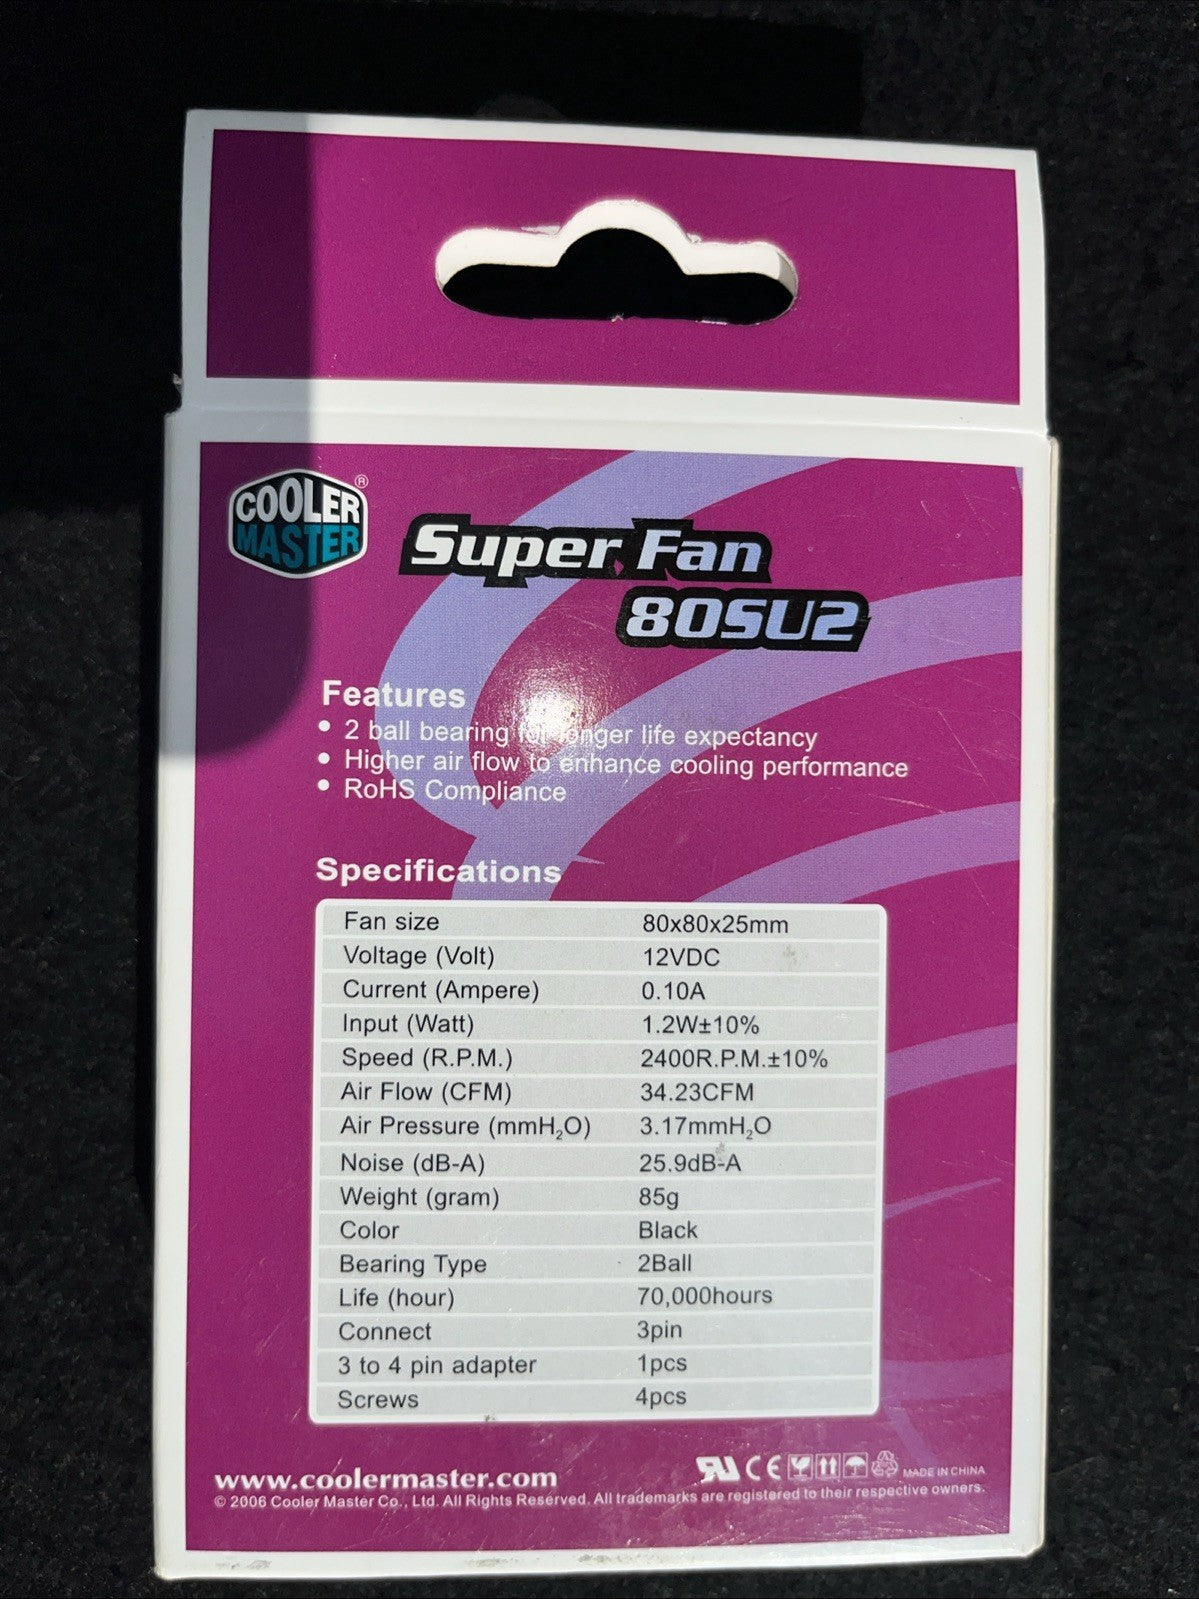 COOLER
MASTER
®
Super Fan
80SU2
Features
• 2 ball bearing for longer life expectancy
• Higher air flow to enhance cooling performance
• RoHS Compliance
Specifications
Fan size 80x80x25mm
Voltage (Volt) 12VDC
Current (Ampere) 0.10A
Input (Watt) 1.2W±10%
Speed (R.P.M.) 2400R.P.M.±10%
Air Flow (CFM) 34.23CFM
Air Pressure (mmH₂O) 3.17mmH₂O
Noise (dB-A) 25.9dB-A
Weight (gram) 85g
Color Black
Bearing Type 2Ball
Life (hour) 70,000hours
Connect 3pin
3 to 4 pin adapter 1pcs
Screws 4pcs
www.coolermaster.com
CE MADE IN CHINA
© 2006 Cooler Master Co., Ltd. All Rights Reserved. All trademarks are registered to their respective owners.